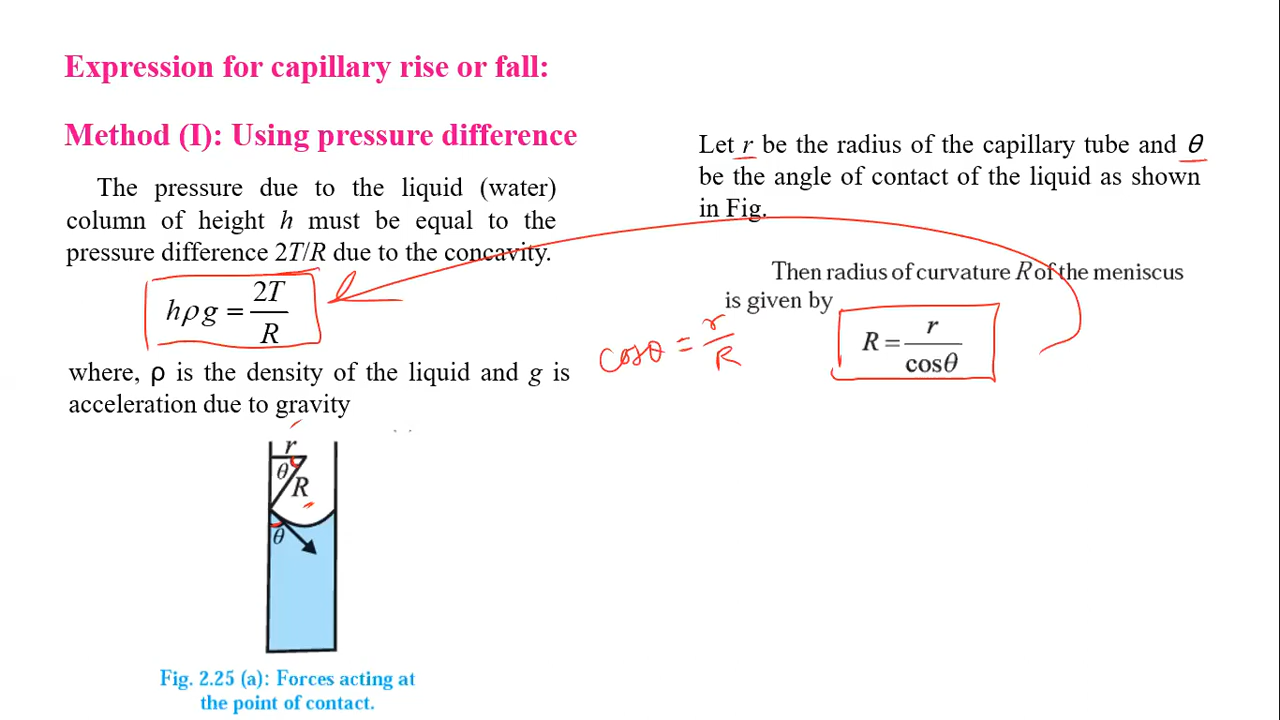 Expression for capillary rise or fall:
Method (I): Using pressure difference
The pressure due to the liquid (water)
column of height h must be equal to the
pressure difference 2T/R due to the concavity.
hρg = 2T/R
where, ρ is the density of the liquid and g is
acceleration due to gravity
r
θ
R
θ
Fig. 2.25 (a): Forces acting at
the point of contact.
Let r be the radius of the capillary tube and θ
be the angle of contact of the liquid as shown
in Fig.
Then radius of curvature R of the meniscus
is given by
cosθ = r/R
R = r/cosθ